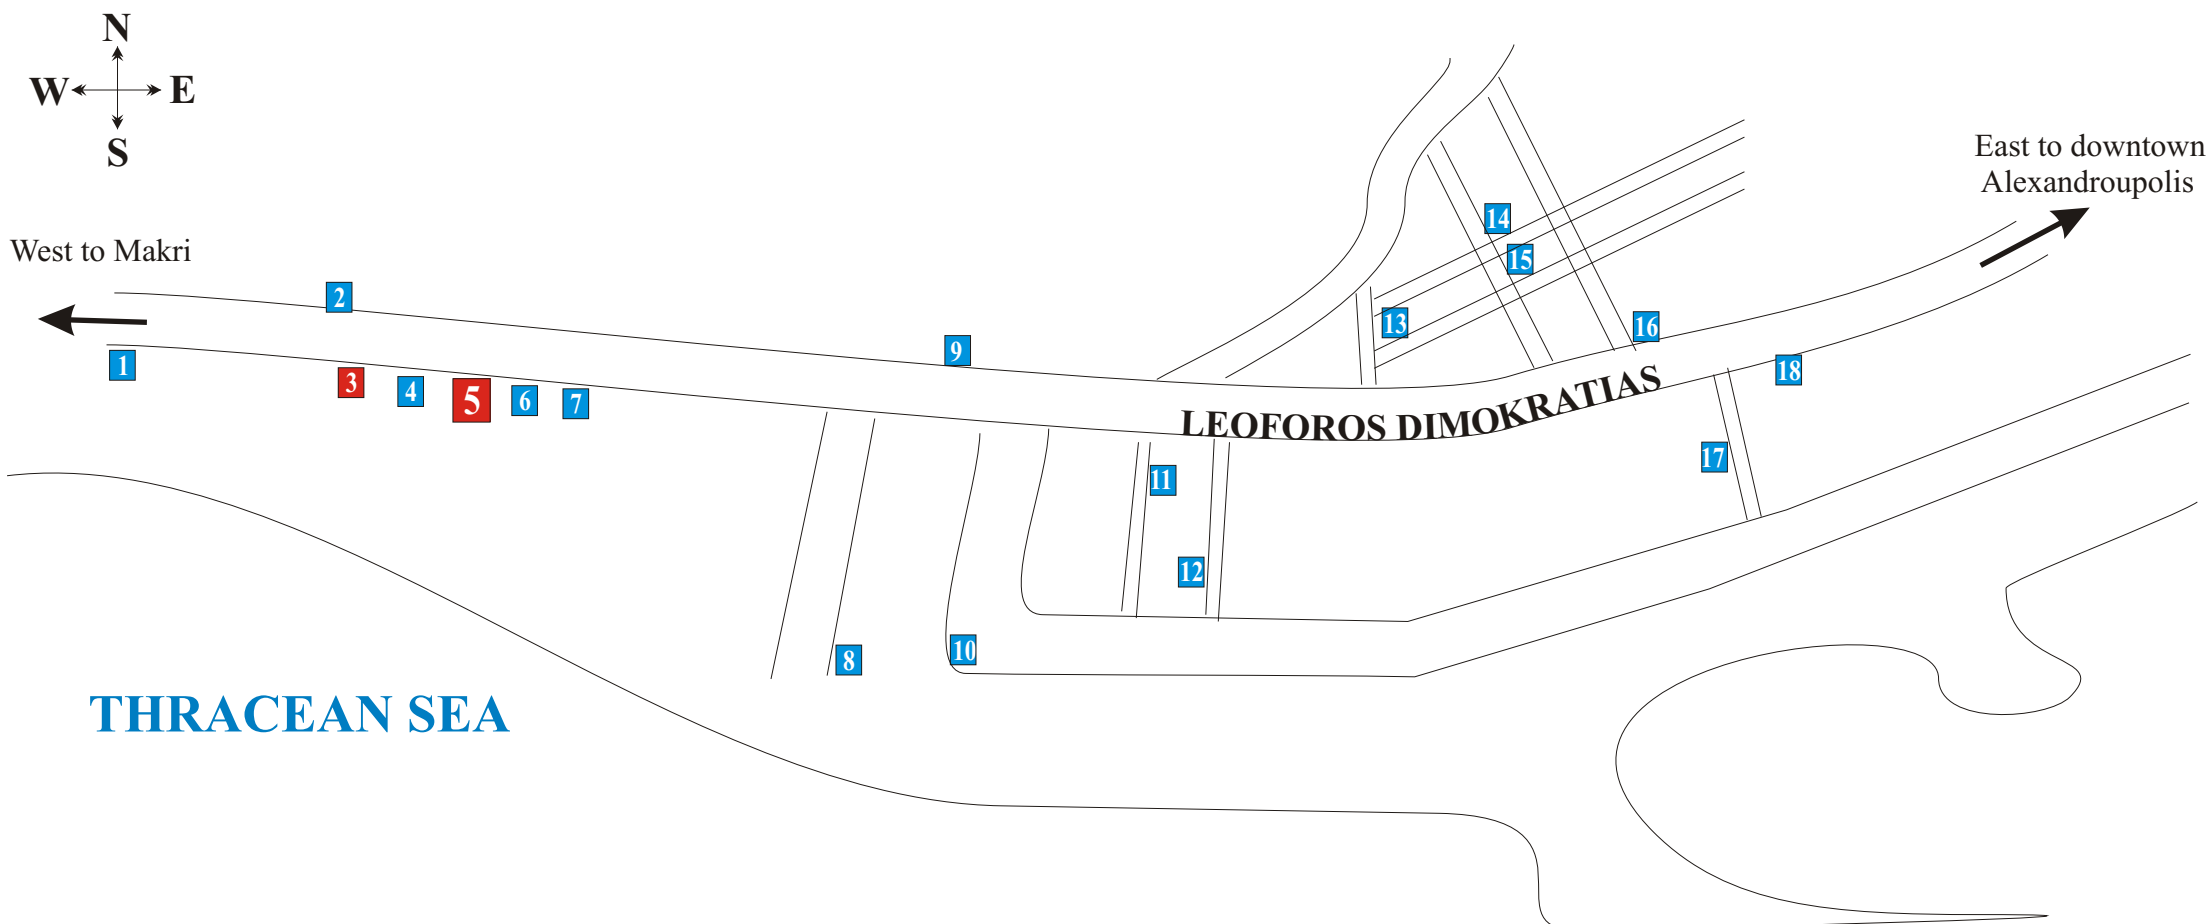 N
W E
S
East to downtown
Alexandroupolis
West to Makri
1
2
3
4
5
6
7
8
9
10
11
12
13
14
15
16
17
18
LEOFOROS DIMOKRATIAS
THRACEAN SEA